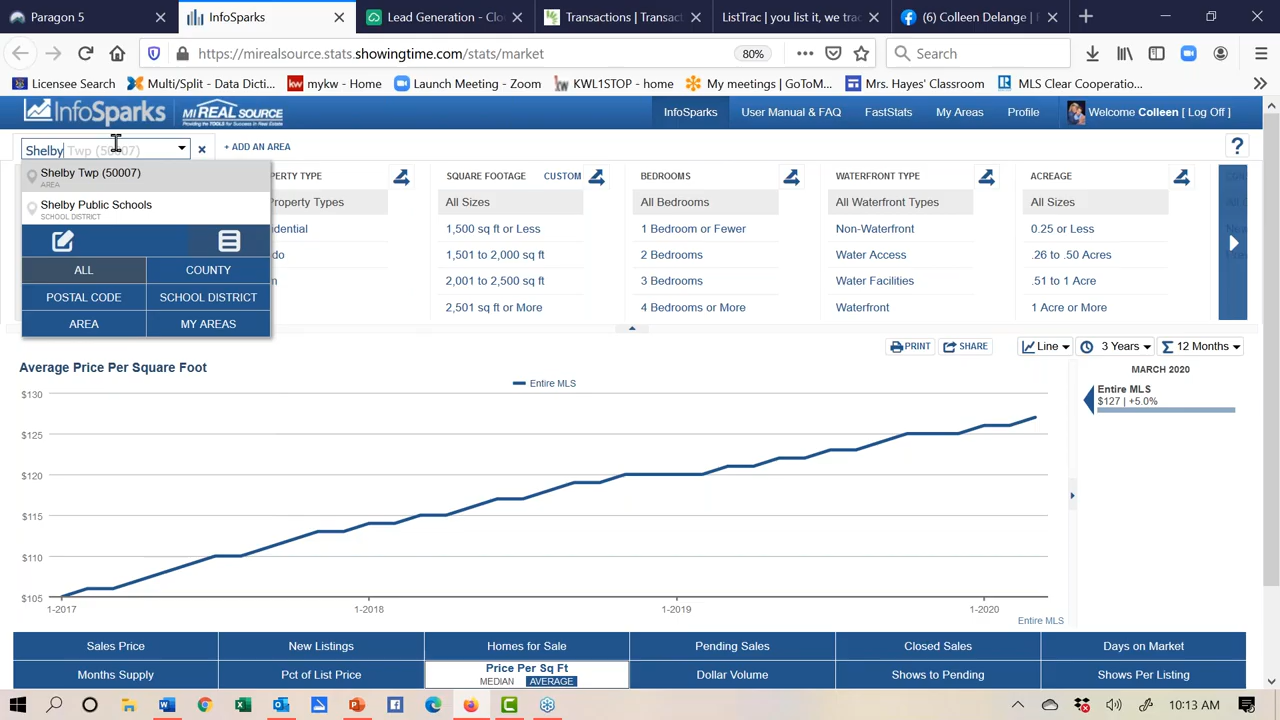 Paragon 5
InfoSparks
Lead Generation - Clo
Transactions | Transact
ListTrac | you list it, we tra
(6) Colleen Delange | F
https://mirealsource.stats.showingtime.com/stats/market
80%
Search
Licensee Search
Multi/Split - Data Dicti...
mykw - Home
Launch Meeting - Zoom
KWL1STOP - home
My meetings | GoToM...
Mrs. Hayes' Classroom
MLS Clear Cooperatio...
InfoSparks
MiREALSOURCE
InfoSparks
User Manual & FAQ
FastStats
My Areas
Profile
Welcome Colleen [ Log Off ]
Shelby Twp (50007)
+ ADD AN AREA
?
Shelby Twp (50007)
AREA
Shelby Public Schools
SCHOOL DISTRICT
ALL
COUNTY
POSTAL CODE
SCHOOL DISTRICT
AREA
MY AREAS
PERTY TYPE
roperty Types
idential
do
n
SQUARE FOOTAGE
CUSTOM
All Sizes
1,500 sq ft or Less
1,501 to 2,000 sq ft
2,001 to 2,500 sq ft
2,501 sq ft or More
BEDROOMS
All Bedrooms
1 Bedroom or Fewer
2 Bedrooms
3 Bedrooms
4 Bedrooms or More
WATERFRONT TYPE
All Waterfront Types
Non-Waterfront
Water Access
Water Facilities
Waterfront
ACREAGE
All Sizes
0.25 or Less
.26 to .50 Acres
.51 to 1 Acre
1 Acre or More
PRINT
SHARE
Line
3 Years
12 Months
Average Price Per Square Foot
Entire MLS
MARCH 2020
Entire MLS
$127 | +5.0%
$130
$125
$120
$115
$110
$105
1-2017
1-2018
1-2019
1-2020
Entire MLS
Sales Price
New Listings
Homes for Sale
Pending Sales
Closed Sales
Days on Market
Months Supply
Pct of List Price
Price Per Sq Ft
MEDIAN
AVERAGE
Dollar Volume
Shows to Pending
Shows Per Listing
10:13 AM